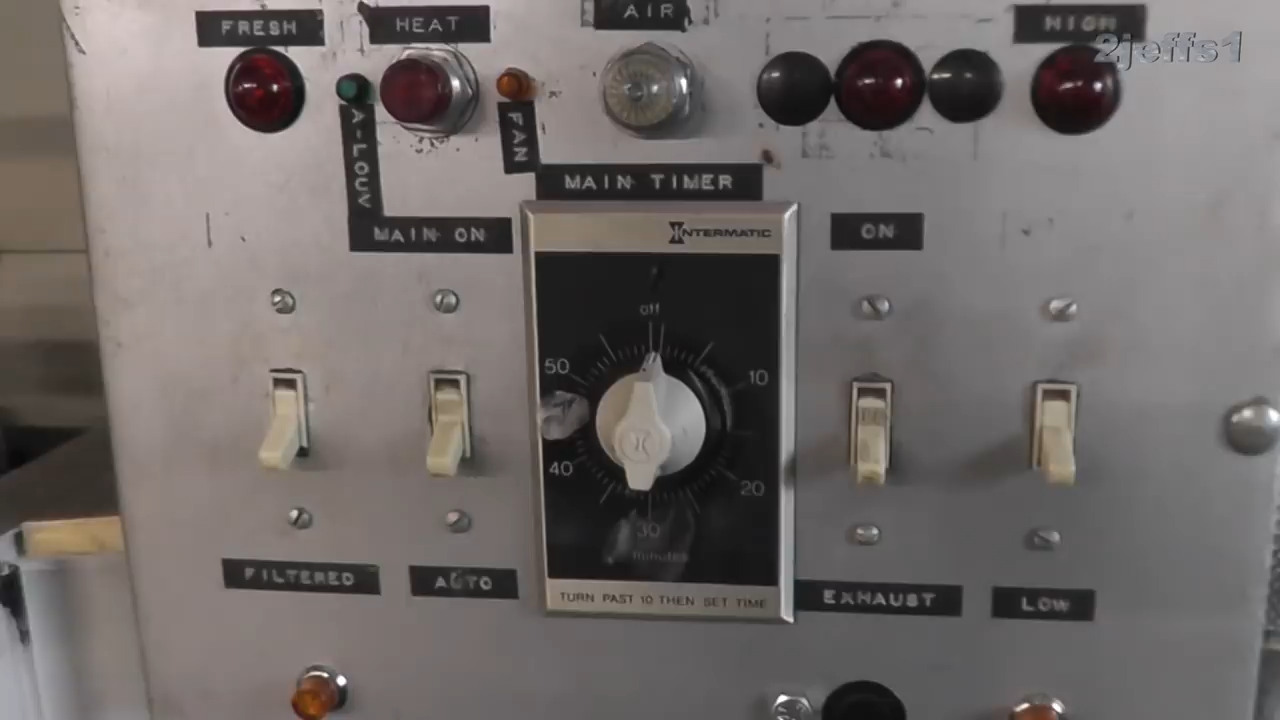 FRESH
HEAT
AIR
HIGH
2jeffs1
A-LOUV
FAN
MAIN TIMER
MAIN ON
INTERMATIC
ON
off
50
10
40
20
30
minutes
FILTERED
AUTO
TURN PAST 10 THEN SET TIME
EXHAUST
LOW